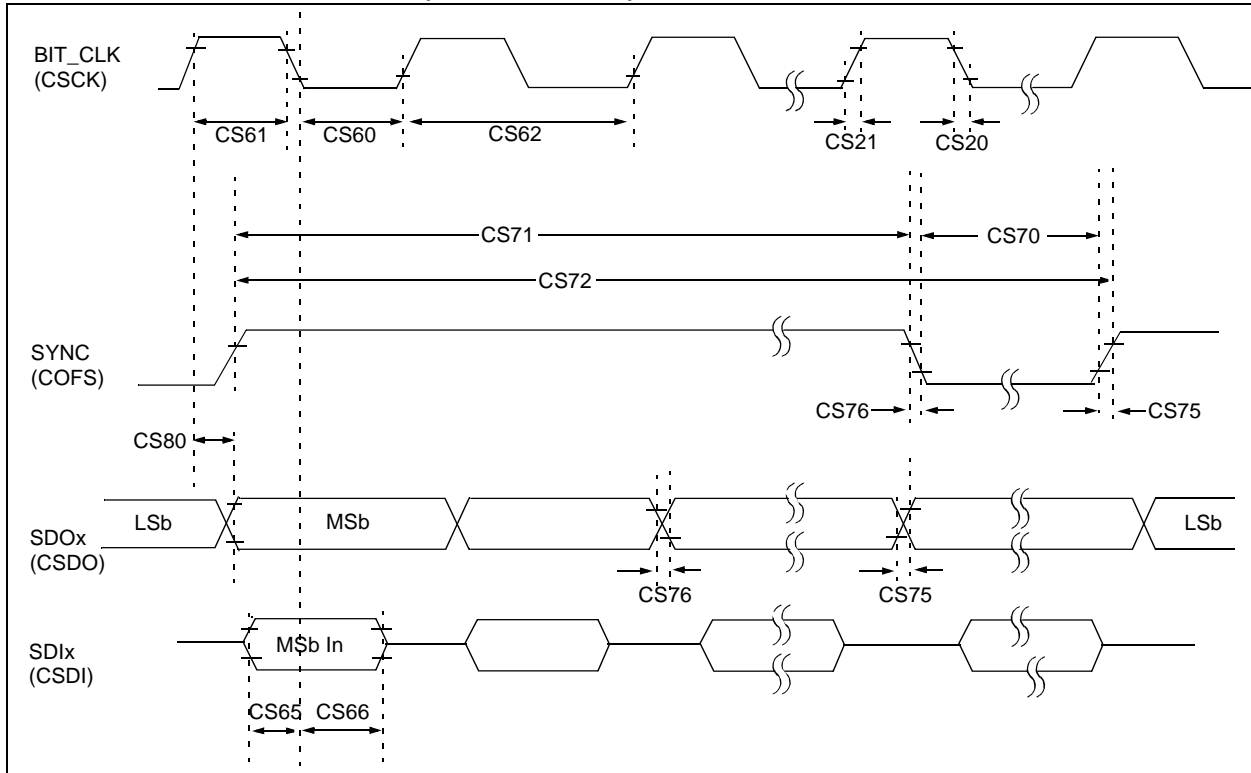 BIT_CLK
(CSCK)
CS61
CS60
CS62
CS21
CS20
CS71
CS70
CS72
SYNC
(COFS)
CS76
CS75
CS80
LSb
MSb
LSb
SDOx
(CSDO)
CS76
CS75
MSb In
SDIx
(CSDI)
CS65
CS66